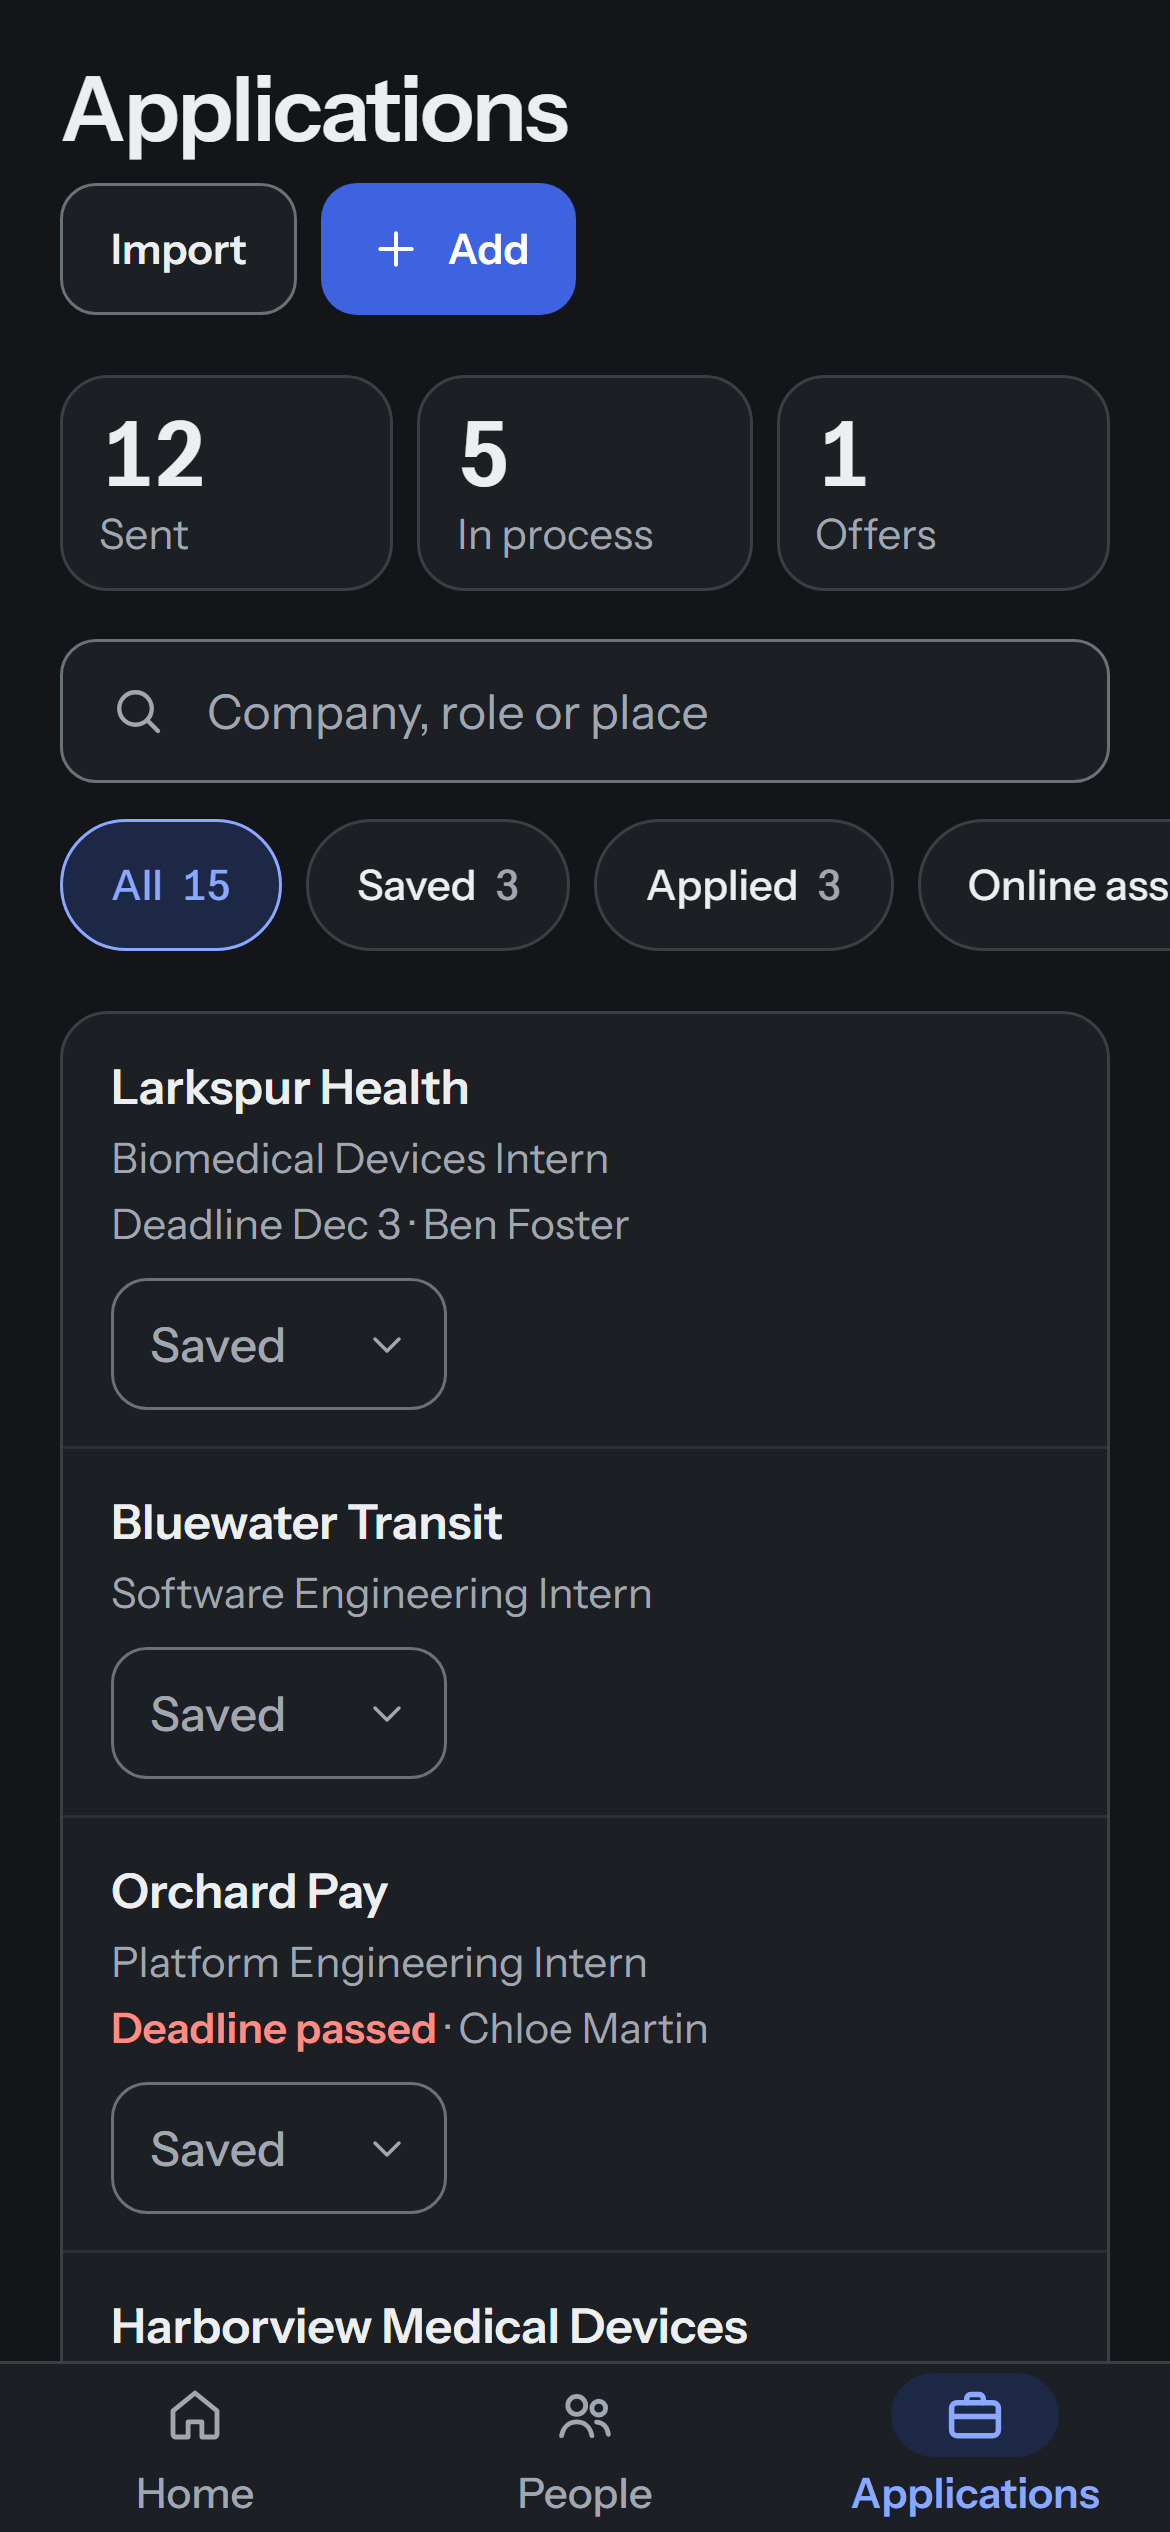 Applications
Import
Add
12
Sent
5
In process
1
Offers
Company, role or place
All 15
Saved 3
Applied 3
Online ass
Larkspur Health
Biomedical Devices Intern
Deadline Dec 3 · Ben Foster
Saved
Bluewater Transit
Software Engineering Intern
Saved
Orchard Pay
Platform Engineering Intern
Deadline passed · Chloe Martin
Saved
Harborview Medical Devices
Home
People
Applications